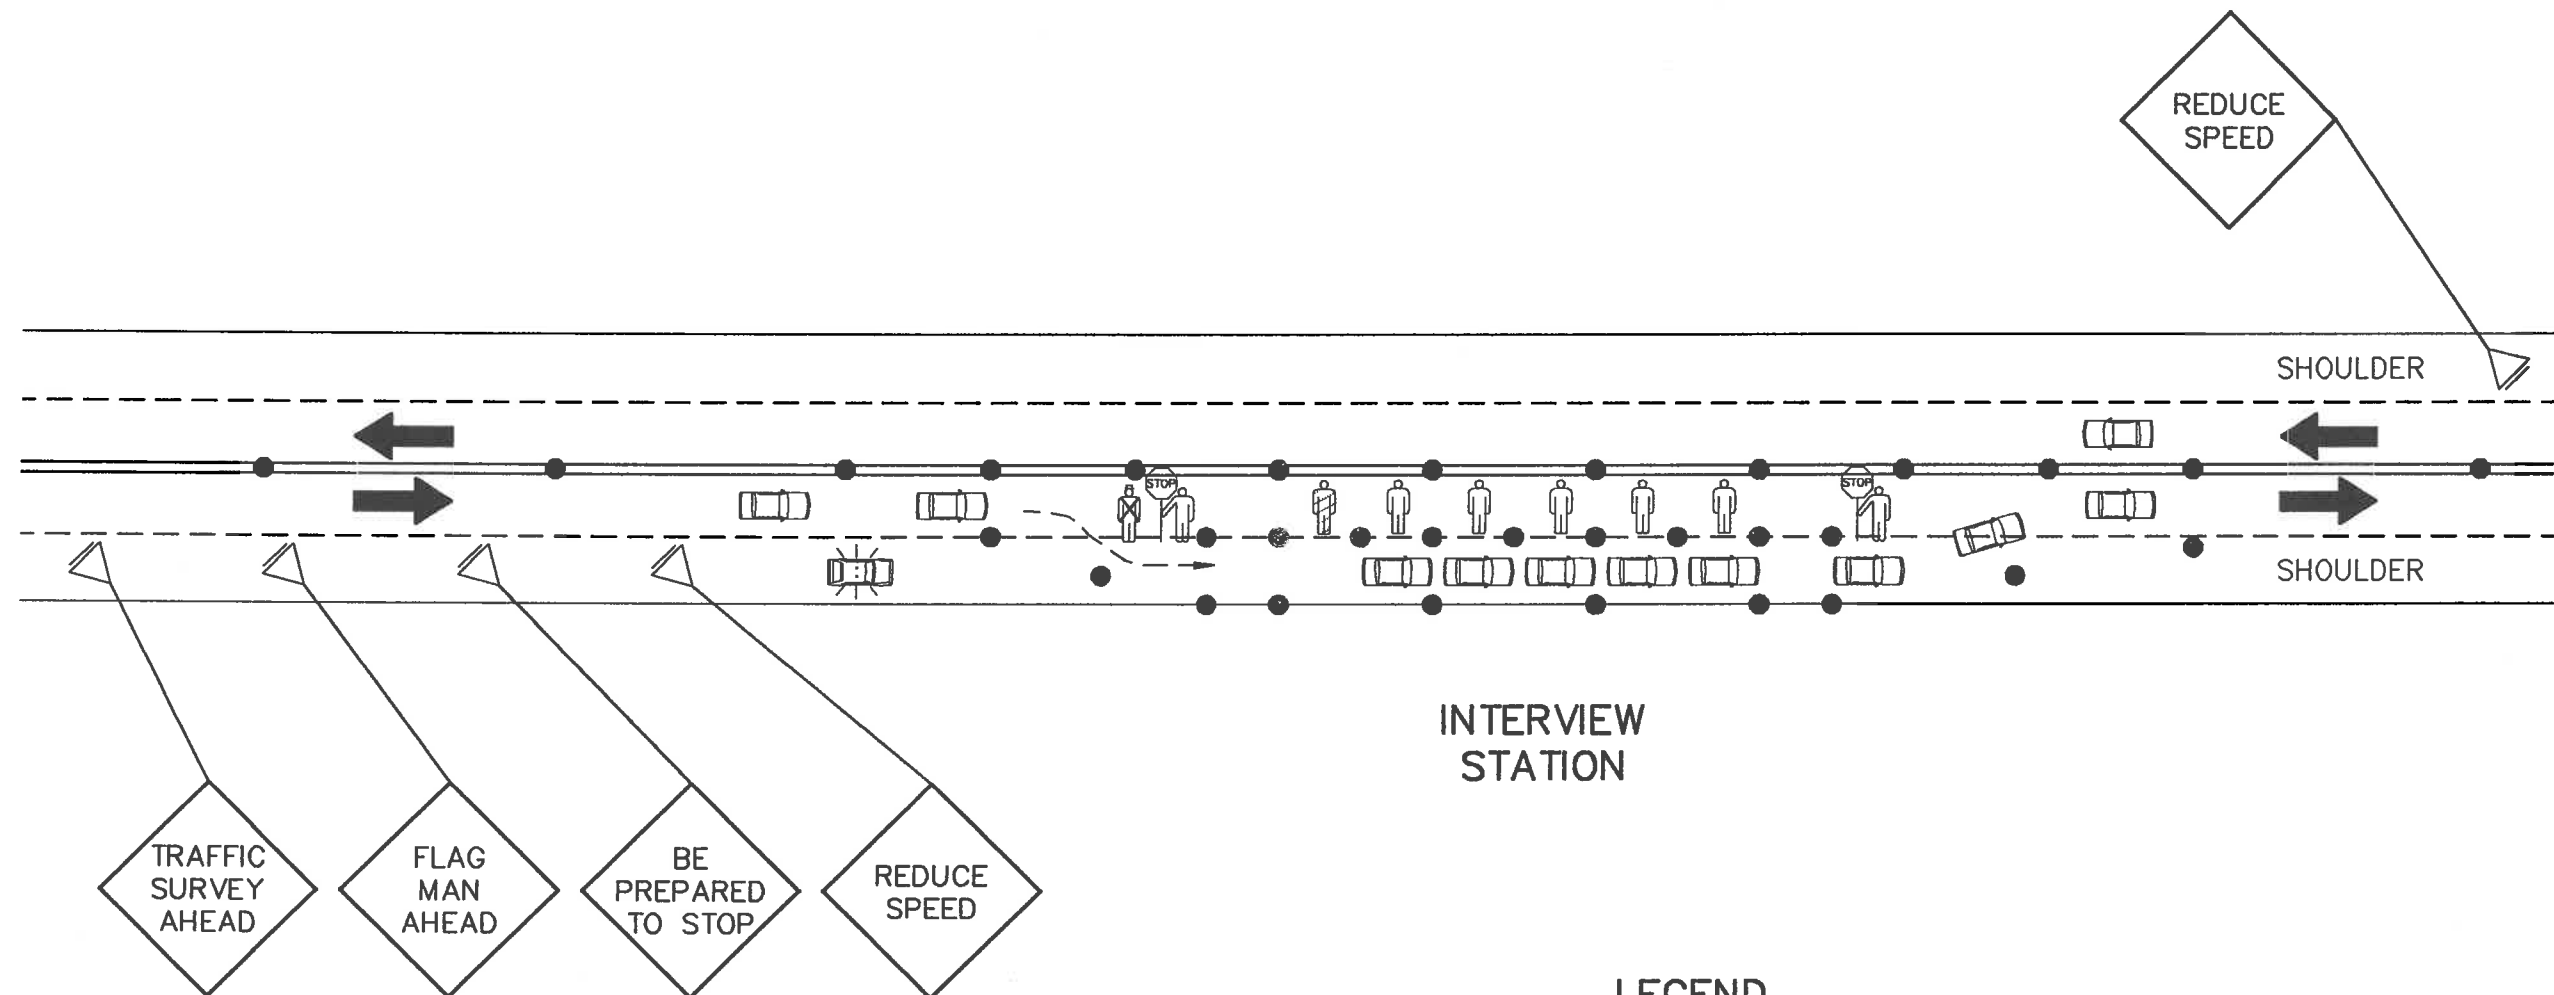 REDUCE
SPEED
SHOULDER
STOP
STOP
SHOULDER
INTERVIEW
STATION
TRAFFIC
SURVEY
AHEAD
FLAG
MAN
AHEAD
BE
PREPARED
TO STOP
REDUCE
SPEED
LEGEND